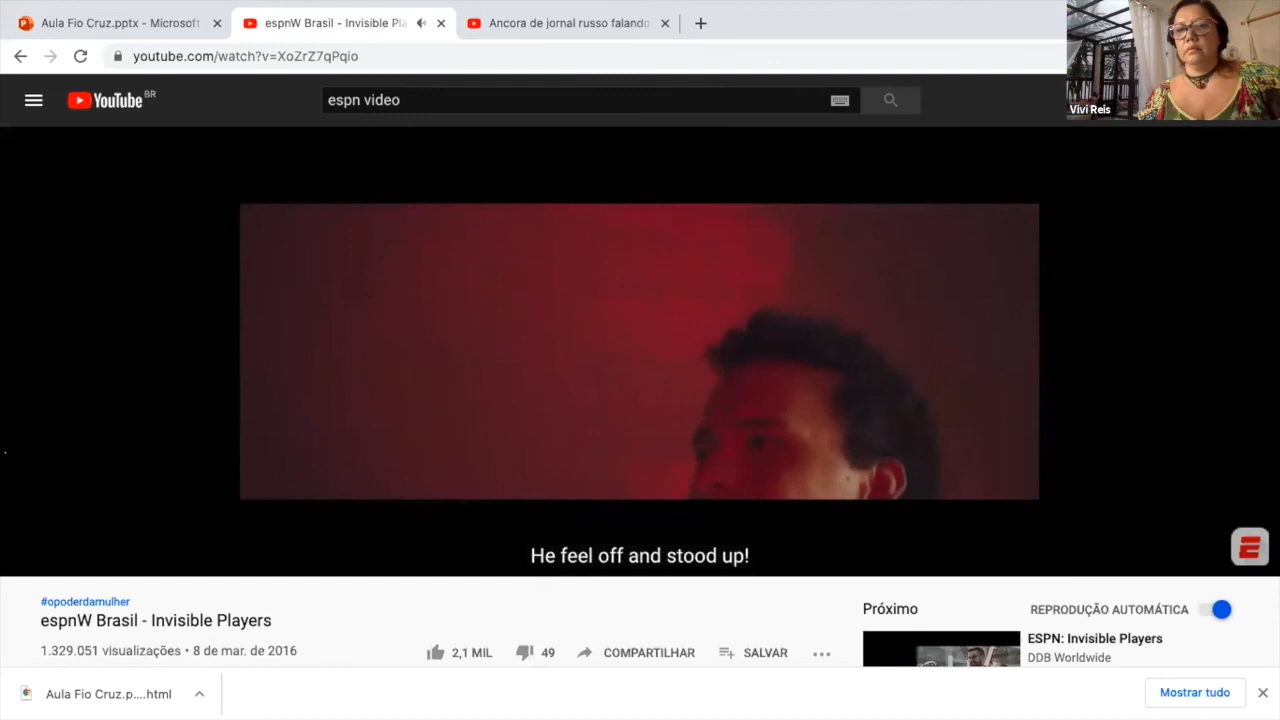 Aula Fio Cruz.pptx - Microsoft
espnW Brasil - Invisible Pla
Ancora de jornal russo falando
youtube.com/watch?v=XoZrZ7qPqio
Vivi Reis
YouTube BR
espn video
He feel off and stood up!
#opoderdamulher
espnW Brasil - Invisible Players
1.329.051 visualizações • 8 de mar. de 2016
2,1 MIL
49
COMPARTILHAR
SALVAR
Próximo
REPRODUÇÃO AUTOMÁTICA
ESPN: Invisible Players
DDB Worldwide
Aula Fio Cruz.p....html
Mostrar tudo